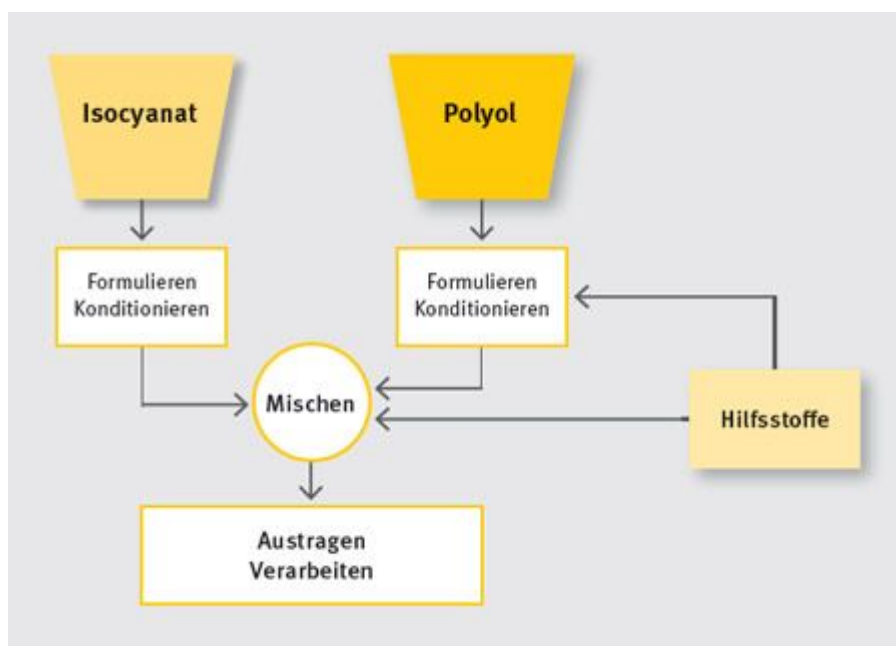 Isocyanat
Polyol
Formulieren
Konditionieren
Formulieren
Konditionieren
Mischen
Hilfsstoffe
Austragen
Verarbeiten